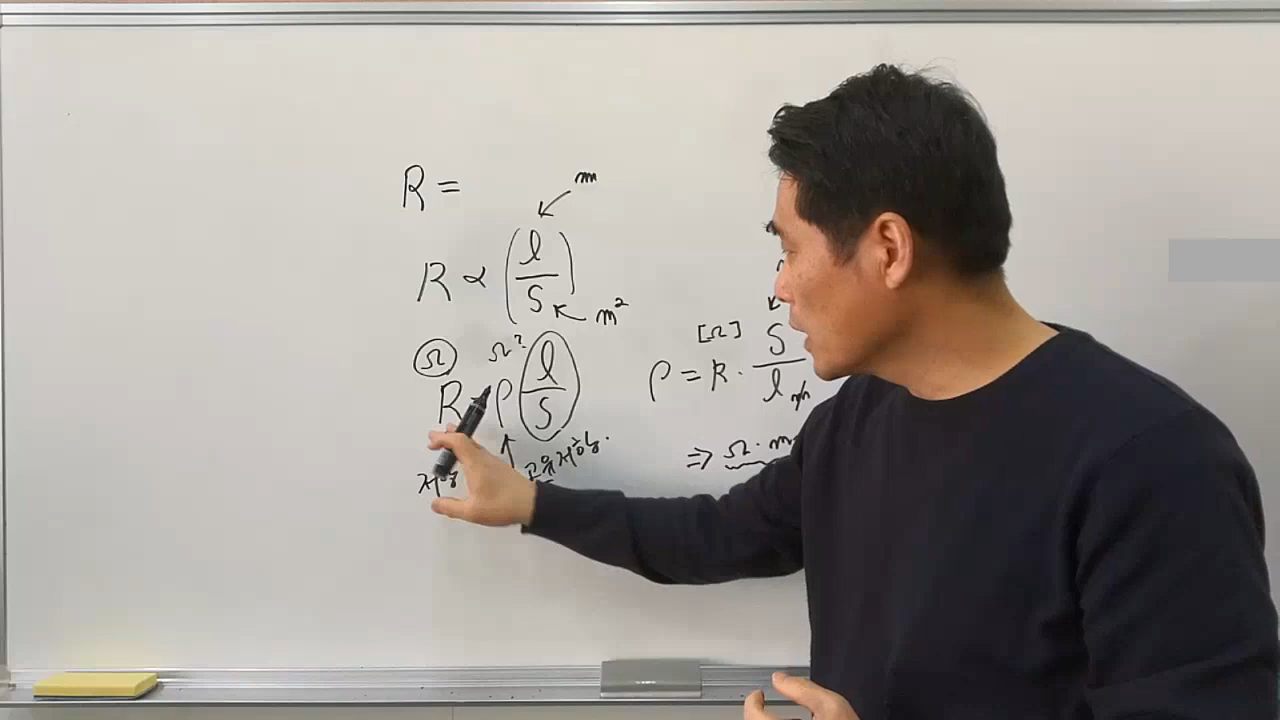 R =
m
R ∝ (l/S)
m²
Ω Ω?
R ρ l/S
저항 고유저항.
[Ω]
ρ = R · S/l
m
⇒ Ω · m